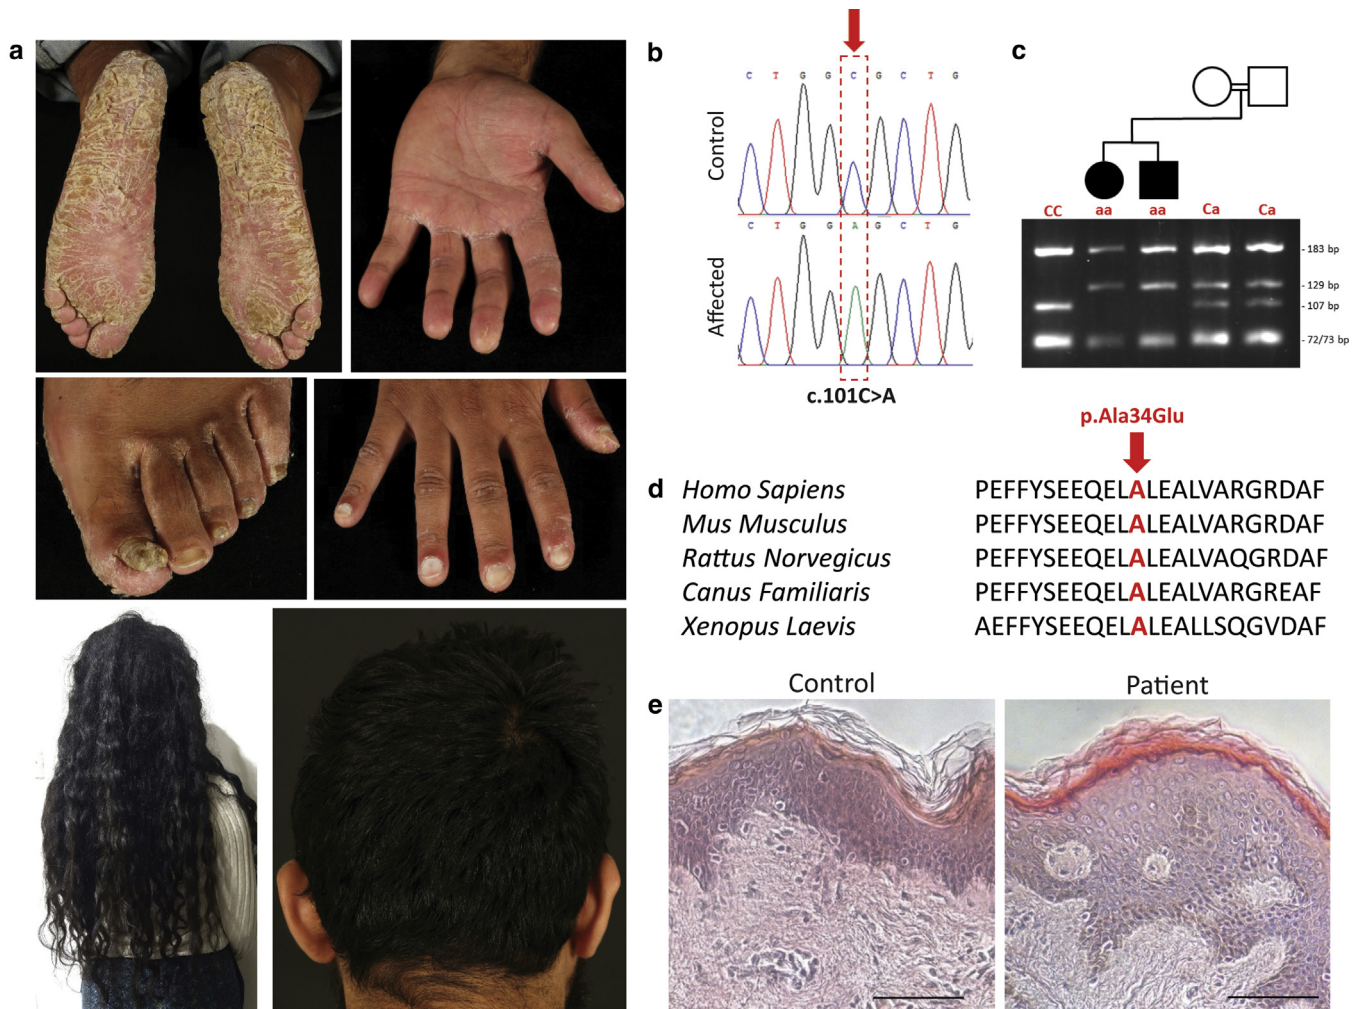 a
b
C T G G C G C T G
Control
C T G G A G C T G
Affected
c.101C>A
c
CC aa aa Ca Ca
- 183 bp
- 129 bp
- 107 bp
- 72/73 bp
p.Ala34Glu
d
Homo Sapiens PEFFYSEEQELALEALVARGRDAF
Mus Musculus PEFFYSEEQELALEALVARGRDAF
Rattus Norvegicus PEFFYSEEQELALEALVAQGRDAF
Canus Familiaris PEFFYSEEQELALEALVARGREAF
Xenopus Laevis AEFFYSEEQELALEALLSQGVDAF
e
Control
Patient